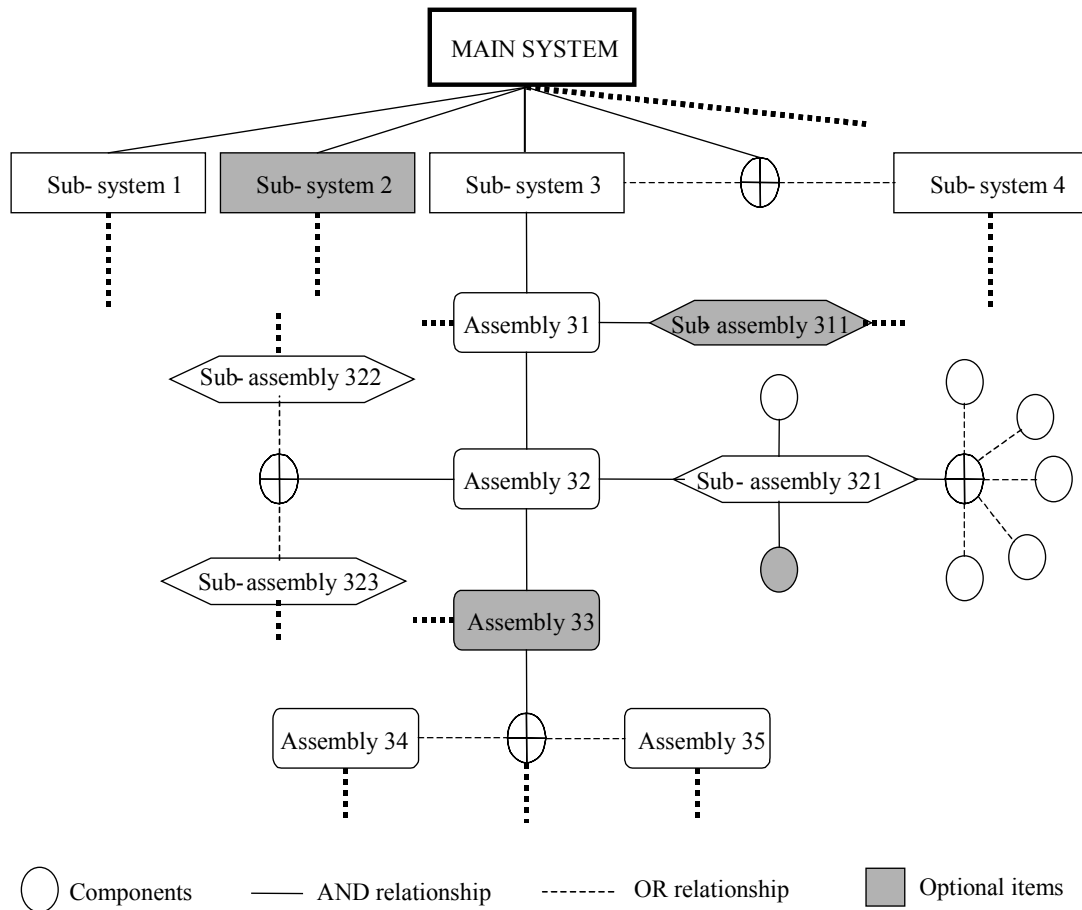 MAIN SYSTEM
Sub- system 1
Sub- system 2
Sub- system 3
Sub- system 4
Assembly 31
Sub- assembly 311
Sub- assembly 322
Assembly 32
Sub- assembly 321
Sub- assembly 323
Assembly 33
Assembly 34
Assembly 35
Components
AND relationship
OR relationship
Optional items